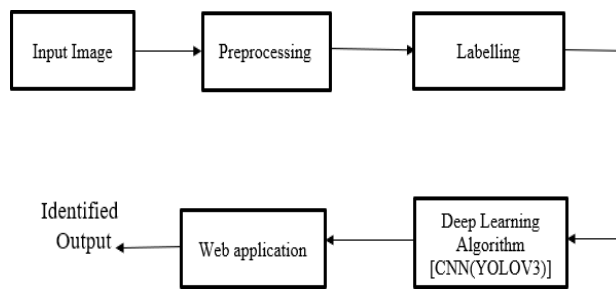 Input Image
Preprocessing
Labelling
Deep Learning
Algorithm
[CNN(YOLOV3)]
Web application
Identified
Output